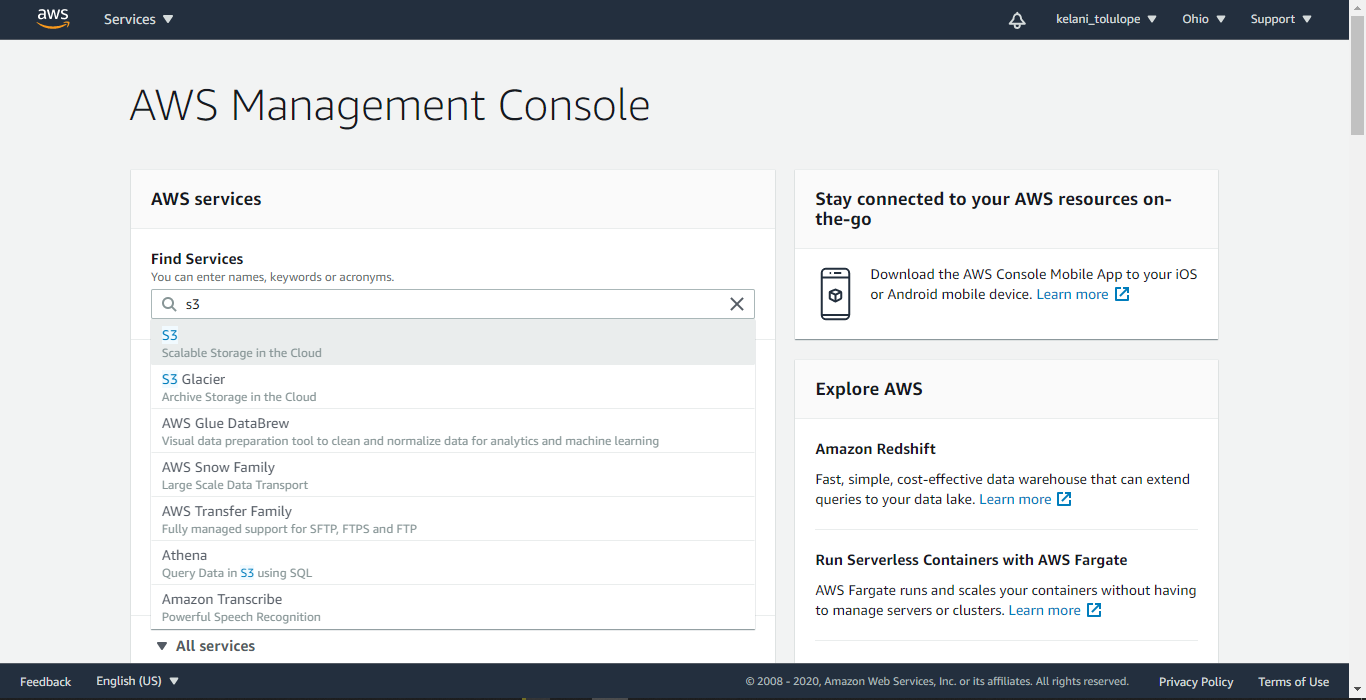 aws
Services
kelani_tolulope
Ohio
Support
AWS Management Console
AWS services
Find Services
You can enter names, keywords or acronyms.
s3
S3
Scalable Storage in the Cloud
S3 Glacier
Archive Storage in the Cloud
AWS Glue DataBrew
Visual data preparation tool to clean and normalize data for analytics and machine learning
AWS Snow Family
Large Scale Data Transport
AWS Transfer Family
Fully managed support for SFTP, FTPS and FTP
Athena
Query Data in S3 using SQL
Amazon Transcribe
Powerful Speech Recognition
All services
Stay connected to your AWS resources on-
the-go
Download the AWS Console Mobile App to your iOS
or Android mobile device. Learn more
Explore AWS
Amazon Redshift
Fast, simple, cost-effective data warehouse that can extend
queries to your data lake. Learn more
Run Serverless Containers with AWS Fargate
AWS Fargate runs and scales your containers without having
to manage servers or clusters. Learn more
Feedback
English (US)
© 2008 - 2020, Amazon Web Services, Inc. or its affiliates. All rights reserved.
Privacy Policy
Terms of Use